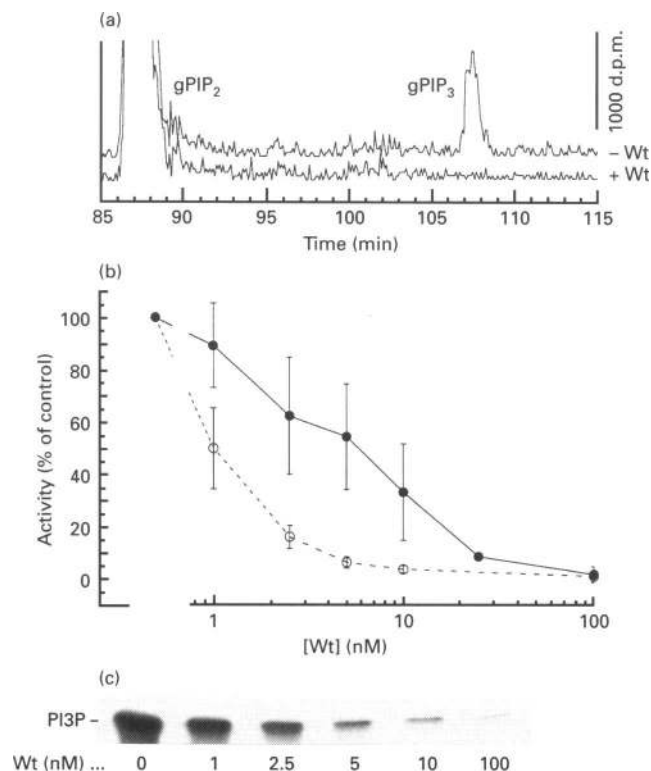 (a)
gPIP₂
gPIP₃
1000 d.p.m.
– Wt
+ Wt
85 90 95 100 105 110 115
Time (min)
(b)
100
80
60
40
20
0
Activity (% of control)
1 10 100
[Wt] (nM)
(c)
PI3P –
Wt (nM) ... 0 1 2.5 5 10 100